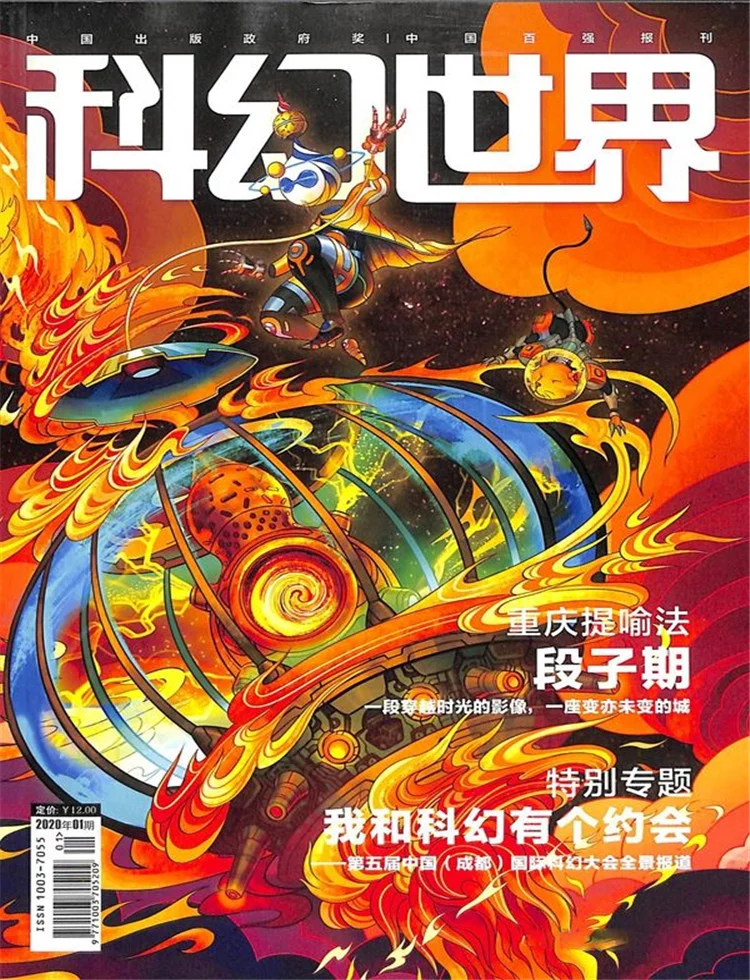 中国出版政府奖|中国百强报刊
科幻世界
重庆提喻法
段子期
一段穿越时光的影像，一座变亦未变的城
特别专题
我和科幻有个约会
——第五届中国（成都）国际科幻大会全景报道
定价：￥12.00
2020年01期
ISSN 1003-7055
01>
9 771003 705209